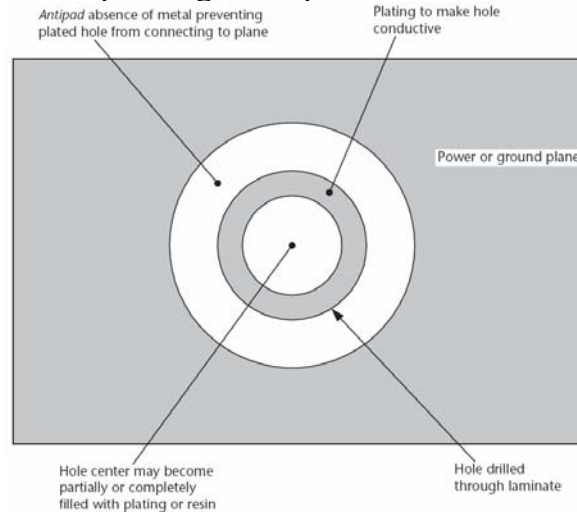 Antipad absence of metal preventing
plated hole from connecting to plane
Plating to make hole
conductive
Power or ground plane
Hole center may become
partially or completely
filled with plating or resin
Hole drilled
through laminate